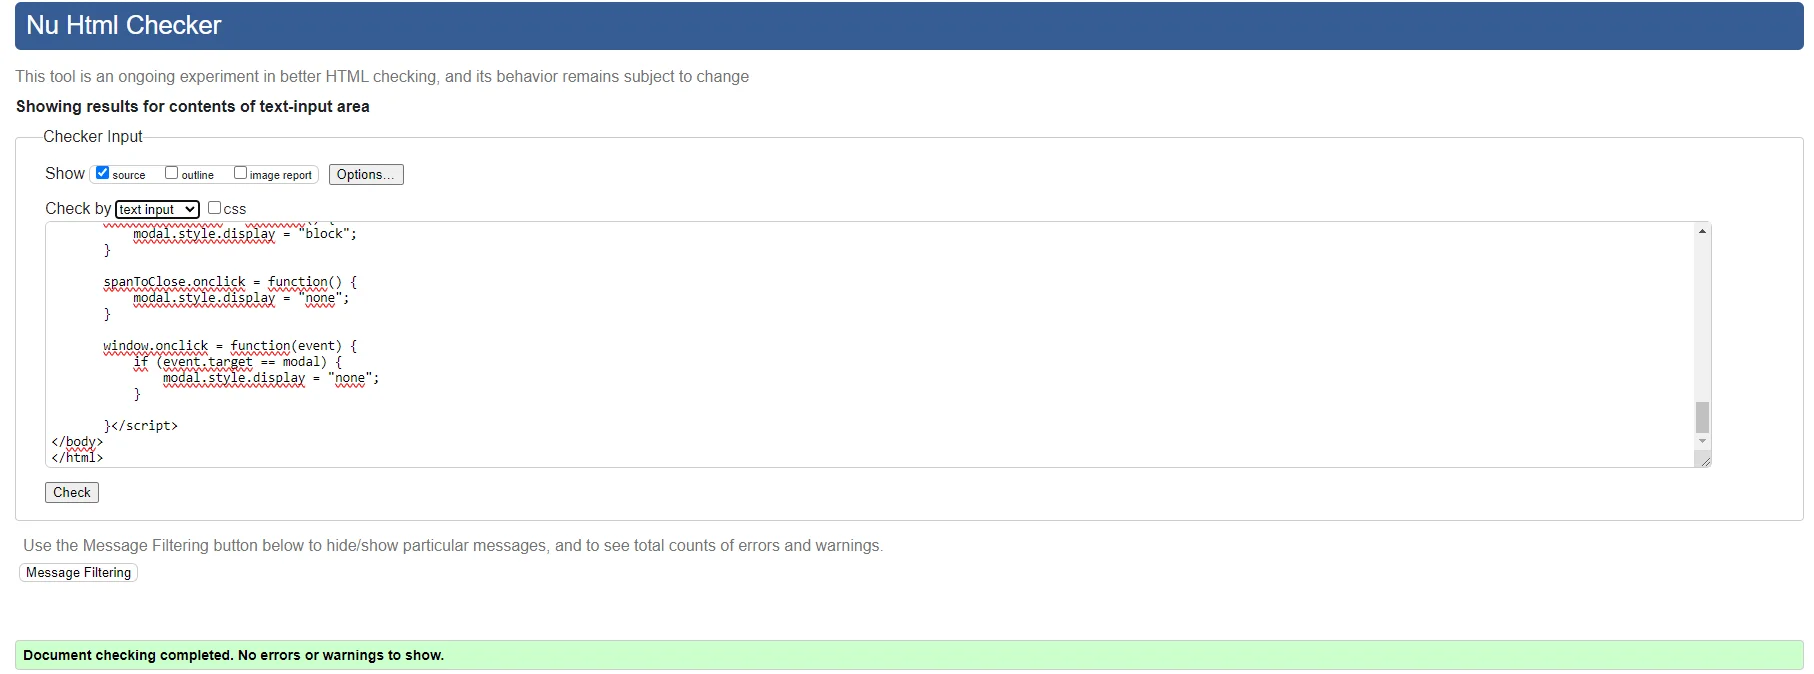 Nu Html Checker
This tool is an ongoing experiment in better HTML checking, and its behavior remains subject to change
Showing results for contents of text-input area
Checker Input
Show source outline image report Options...
Check by text input css
modal.style.display = "block";
}
spanToClose.onclick = function() {
modal.style.display = "none";
}
window.onclick = function(event) {
if (event.target == modal) {
modal.style.display = "none";
}
}</script>
</body>
</html>
Check
Use the Message Filtering button below to hide/show particular messages, and to see total counts of errors and warnings.
Message Filtering
Document checking completed. No errors or warnings to show.